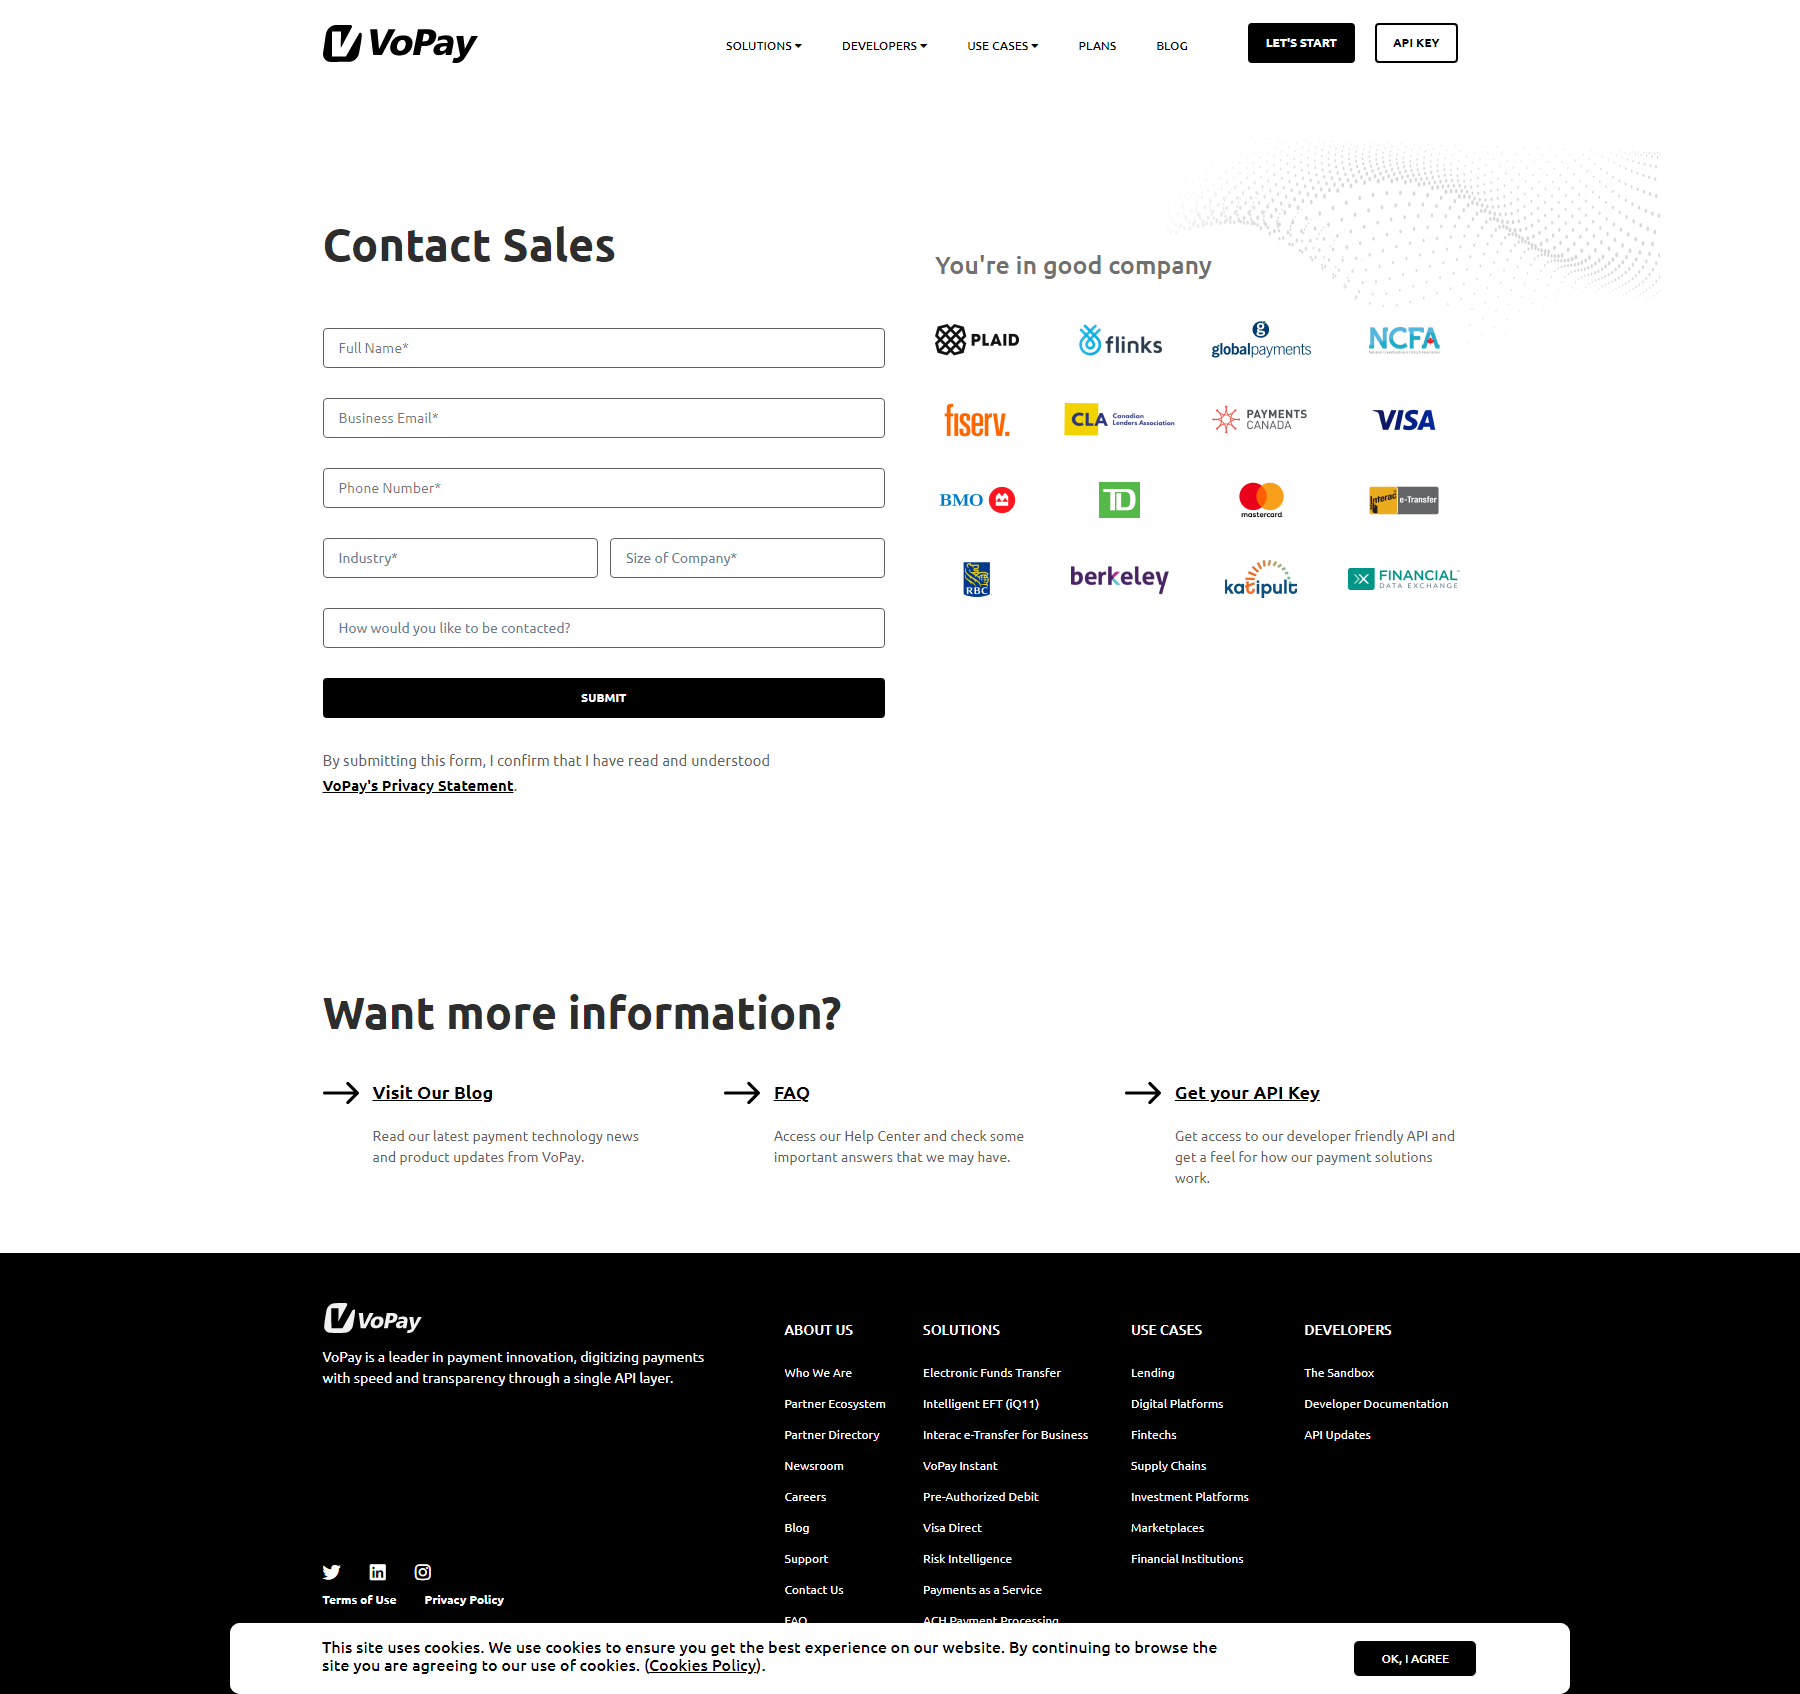 VoPay
SOLUTIONS
DEVELOPERS
USE CASES
PLANS
BLOG
LET'S START
API KEY
Contact Sales
Full Name*
Business Email*
Phone Number*
Industry*
Size of Company*
How would you like to be contacted?
SUBMIT
By submitting this form, I confirm that I have read and understood
VoPay's Privacy Statement.
You're in good company
PLAID
flinks
g
globalpayments
NCFA
fiserv.
CLA
Canadian
Lenders Association
PAYMENTS
CANADA
VISA
BMO
TD
mastercard
Interac
e-Transfer
RBC
berkeley
katipult
FINANCIAL
DATA EXCHANGE
Want more information?
Visit Our Blog
Read our latest payment technology news
and product updates from VoPay.
FAQ
Access our Help Center and check some
important answers that we may have.
Get your API Key
Get access to our developer friendly API and
get a feel for how our payment solutions
work.
VoPay
VoPay is a leader in payment innovation, digitizing payments
with speed and transparency through a single API layer.
Terms of Use
Privacy Policy
ABOUT US
Who We Are
Partner Ecosystem
Partner Directory
Newsroom
Careers
Blog
Support
Contact Us
FAQ
SOLUTIONS
Electronic Funds Transfer
Intelligent EFT (iQ11)
Interac e-Transfer for Business
VoPay Instant
Pre-Authorized Debit
Visa Direct
Risk Intelligence
Payments as a Service
ACH Payment Processing
USE CASES
Lending
Digital Platforms
Fintechs
Supply Chains
Investment Platforms
Marketplaces
Financial Institutions
DEVELOPERS
The Sandbox
Developer Documentation
API Updates
This site uses cookies. We use cookies to ensure you get the best experience on our website. By continuing to browse the
site you are agreeing to our use of cookies. (Cookies Policy).
OK, I AGREE